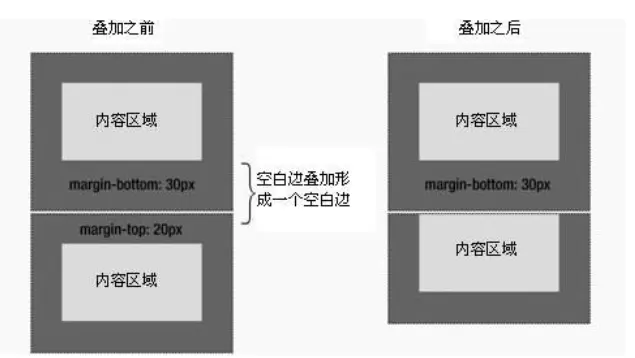 叠加之前
叠加之后
内容区域
内容区域
margin-bottom: 30px
空白边叠加形
成一个空白边
margin-bottom: 30px
margin-top: 20px
内容区域
内容区域